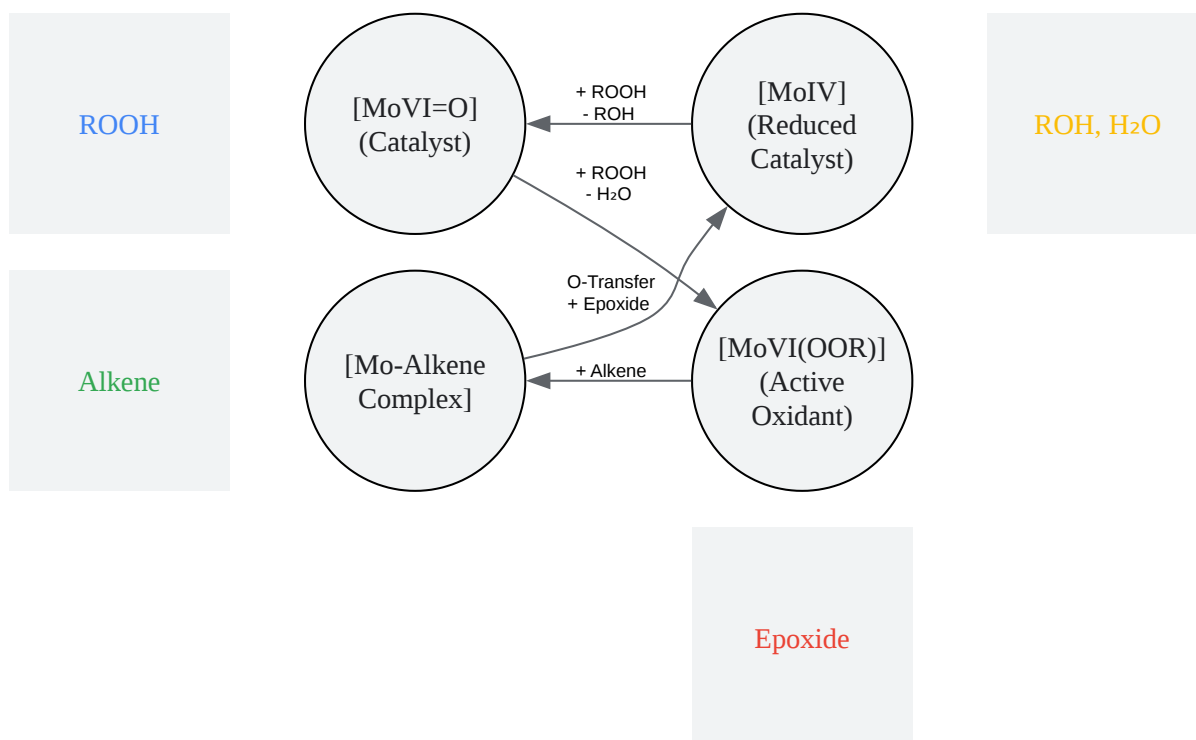 ROOH
[MoVI=O]
(Catalyst)
+ ROOH
- ROH
[MoIV]
(Reduced
Catalyst)
ROH, H₂O
+ ROOH
- H₂O
Alkene
[Mo-Alkene
Complex]
O-Transfer
+ Epoxide
+ Alkene
[MoVI(OOR)]
(Active
Oxidant)
Epoxide